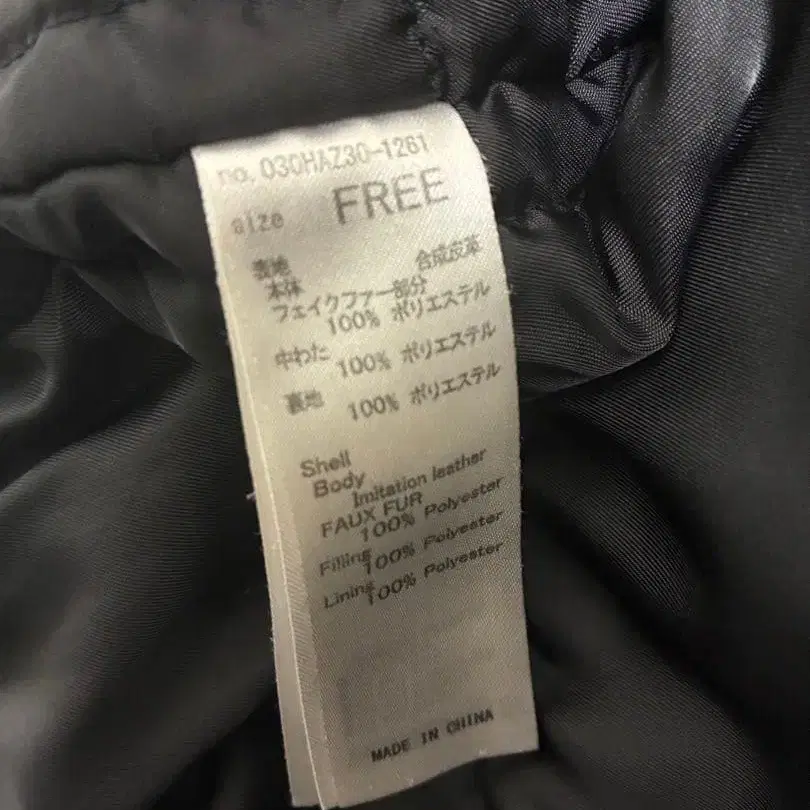 no.030HAZ30-1261
size FREE
表地
本体 合成皮革
フェイクファー部分
100% ポリエステル
中わた 100% ポリエステル
裏地 100% ポリエステル
Shell
Body
Imitation leather
FAUX FUR
100% Polyester
Filling
100% Polyester
Lining
100% Polyester
MADE IN CHINA